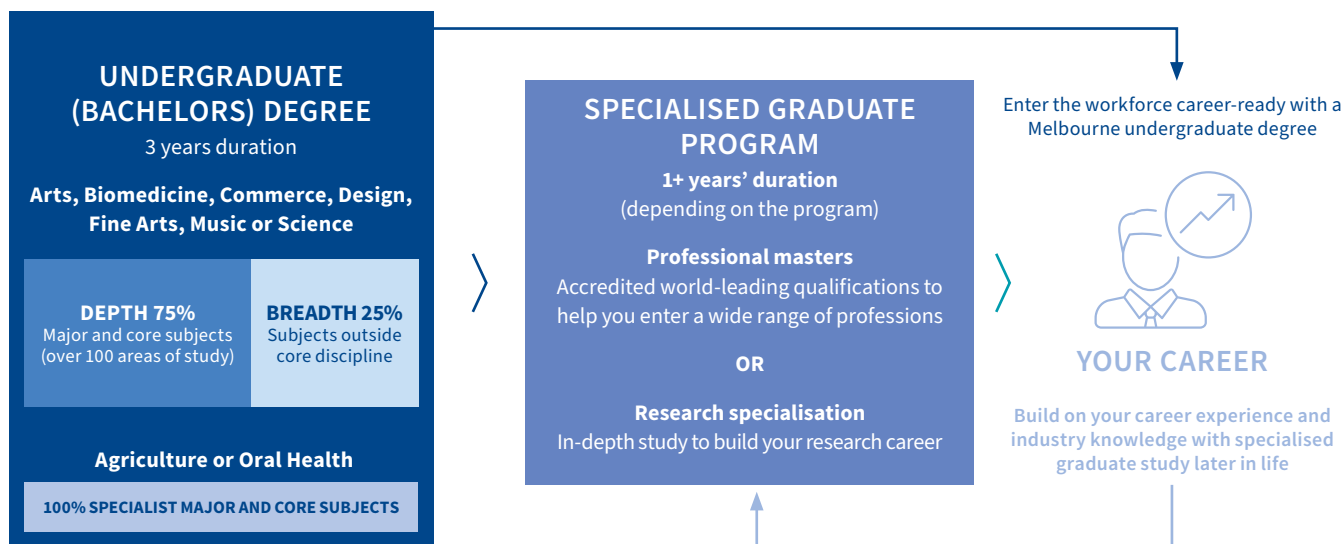 UNDERGRADUATE
(BACHELORS) DEGREE
3 years duration
Arts, Biomedicine, Commerce, Design,
Fine Arts, Music or Science
DEPTH 75%
Major and core subjects
(over 100 areas of study)
BREADTH 25%
Subjects outside
core discipline
Agriculture or Oral Health
100% SPECIALIST MAJOR AND CORE SUBJECTS
SPECIALISED GRADUATE
PROGRAM
1+ years’ duration
(depending on the program)
Professional masters
Accredited world-leading qualifications to
help you enter a wide range of professions
OR
Research specialisation
In-depth study to build your research career
Enter the workforce career-ready with a
Melbourne undergraduate degree
YOUR CAREER
Build on your career experience and
industry knowledge with specialised
graduate study later in life